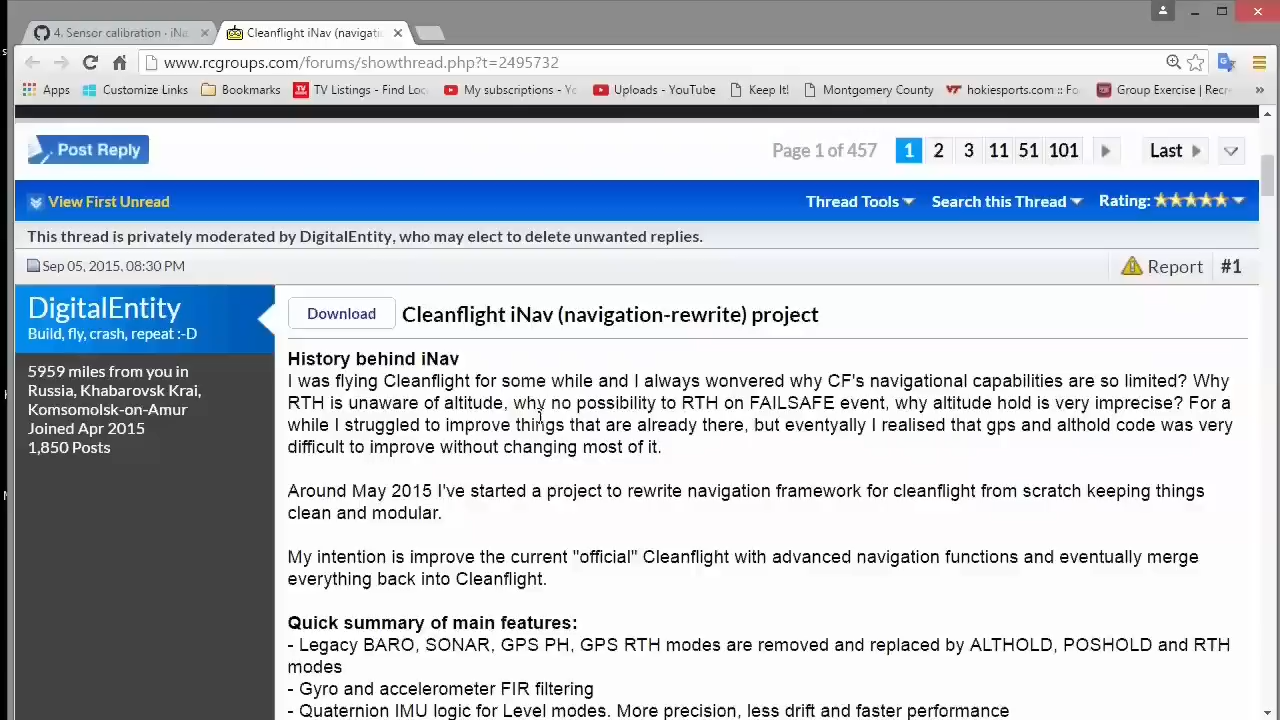 4. Sensor calibration · iNa
Cleanflight iNav (navigati
www.rcgroups.com/forums/showthread.php?t=2495732
Apps
Customize Links
Bookmarks
TV Listings - Find Lo
My subscriptions - Yo
Uploads - YouTube
Keep It!
Montgomery County
hokiesports.com :: Fo
Group Exercise | Recr
»
Post Reply
Page 1 of 457
1 2 3 11 51 101
Last
View First Unread
Thread Tools
Search this Thread
Rating:
This thread is privately moderated by DigitalEntity, who may elect to delete unwanted replies.
Sep 05, 2015, 08:30 PM
Report #1
DigitalEntity
Build, fly, crash, repeat :-D
5959 miles from you in
Russia, Khabarovsk Krai,
Komsomolsk-on-Amur
Joined Apr 2015
1,850 Posts
Download
Cleanflight iNav (navigation-rewrite) project
History behind iNav
I was flying Cleanflight for some while and I always wonvered why CF's navigational capabilities are so limited? Why
RTH is unaware of altitude, why no possibility to RTH on FAILSAFE event, why altitude hold is very imprecise? For a
while I struggled to improve things that are already there, but eventyally I realised that gps and althold code was very
difficult to improve without changing most of it.
Around May 2015 I've started a project to rewrite navigation framework for cleanflight from scratch keeping things
clean and modular.
My intention is improve the current "official" Cleanflight with advanced navigation functions and eventually merge
everything back into Cleanflight.
Quick summary of main features:
- Legacy BARO, SONAR, GPS PH, GPS RTH modes are removed and replaced by ALTHOLD, POSHOLD and RTH
modes
- Gyro and accelerometer FIR filtering
- Quaternion IMU logic for Level modes. More precision, less drift and faster performance